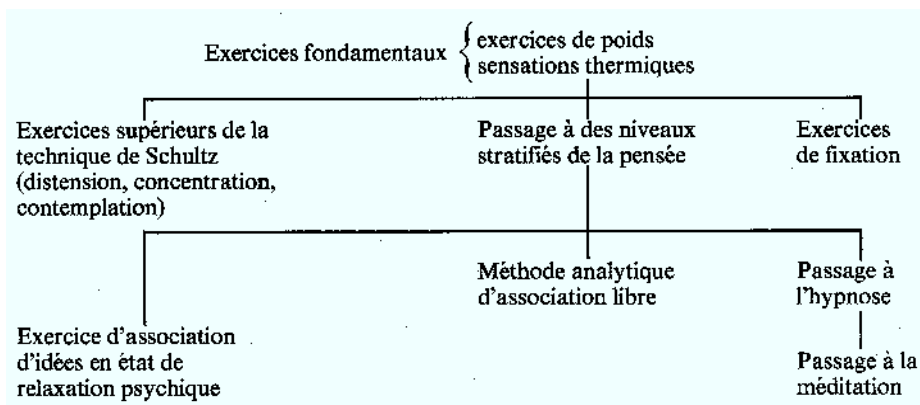 Exercices fondamentaux { exercices de poids
sensations thermiques
Exercices supérieurs de la
technique de Schultz
(distension, concentration,
contemplation)
Passage à des niveaux
stratifiés de la pensée
Exercices
de fixation
Méthode analytique
d'association libre
Passage à
l'hypnose
Exercice d'association
d'idées en état de
relaxation psychique
Passage à la
méditation